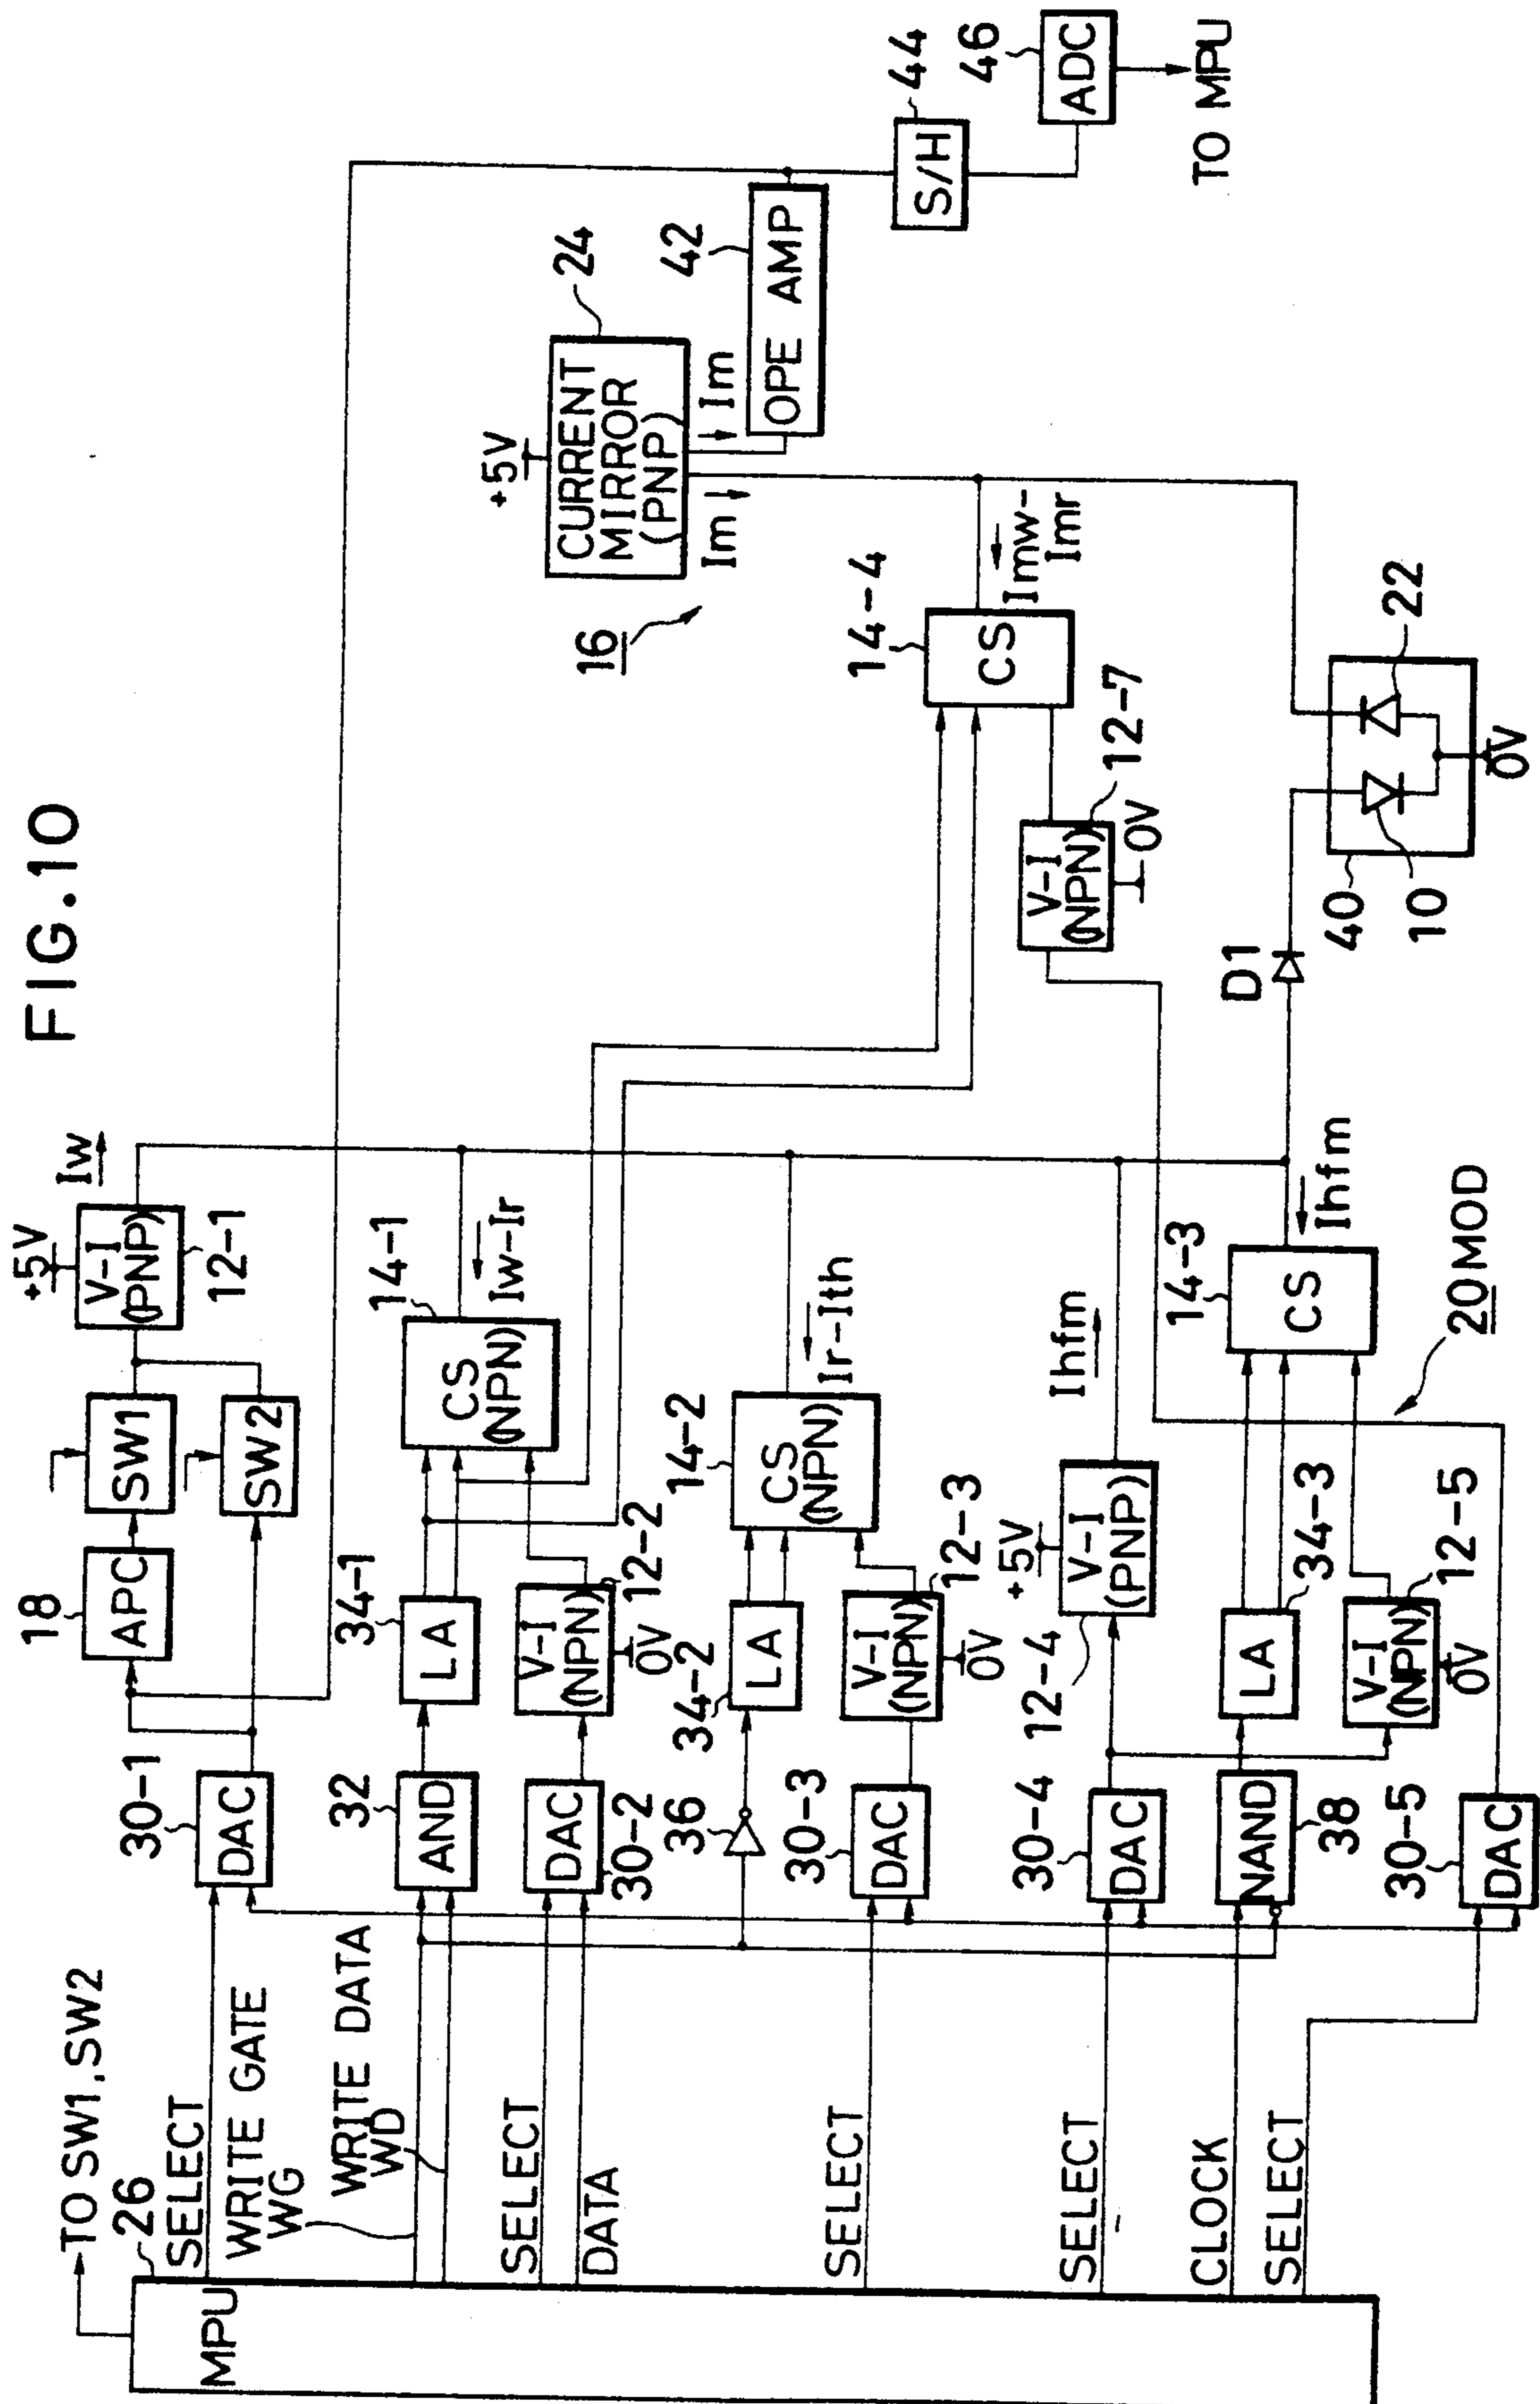 FIG.10
TO SW1, SW2
26
MPU
SELECT
WRITE GATE
WG
WRITE DATA
WD
SELECT
DATA
SELECT
SELECT
CLOCK
SELECT
30-1
DAC
18
APC
SW1
SW2
+5V
V-I
(PNP)
12-1
Iw
32
AND
34-1
LA
14-1
CS
(NPN)
Iw-Ir
DAC
30-2
V-I
(NPN)
12-2
0V
36
34-2
LA
14-2
CS
(NPN)
Ir-Ith
30-3
DAC
V-I
(NPN)
12-3
0V
30-4
DAC
12-4
+5V
V-I
(PNP)
Ihfm
NAND
38
LA
34-3
14-3
CS
Ihfm
V-I
(NPN)
12-5
0V
20 MOD
30-5
DAC
16
+5V
CURRENT
MIRROR
(PNP)
24
Im
Im
42
OPE AMP
44
S/H
46
ADC
TO MPU
14-4
CS
Imw-
Imr
V-I
(NPN)
12-7
0V
D1
40
10
22
0V